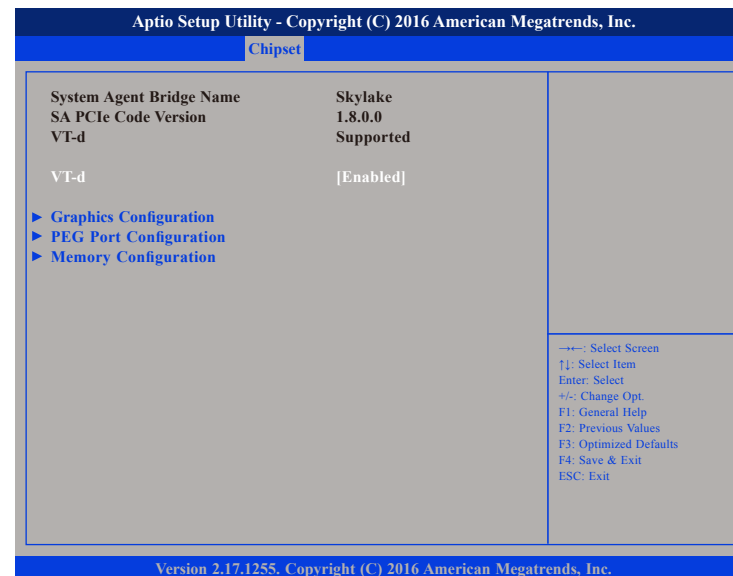 Aptio Setup Utility - Copyright (C) 2016 American Megatrends, Inc.
Chipset
System Agent Bridge Name Skylake
SA PCIe Code Version 1.8.0.0
VT-d Supported
VT-d [Enabled]
► Graphics Configuration
► PEG Port Configuration
► Memory Configuration
→←: Select Screen
↑↓: Select Item
Enter: Select
+/-: Change Opt.
F1: General Help
F2: Previous Values
F3: Optimized Defaults
F4: Save & Exit
ESC: Exit
Version 2.17.1255. Copyright (C) 2016 American Megatrends, Inc.